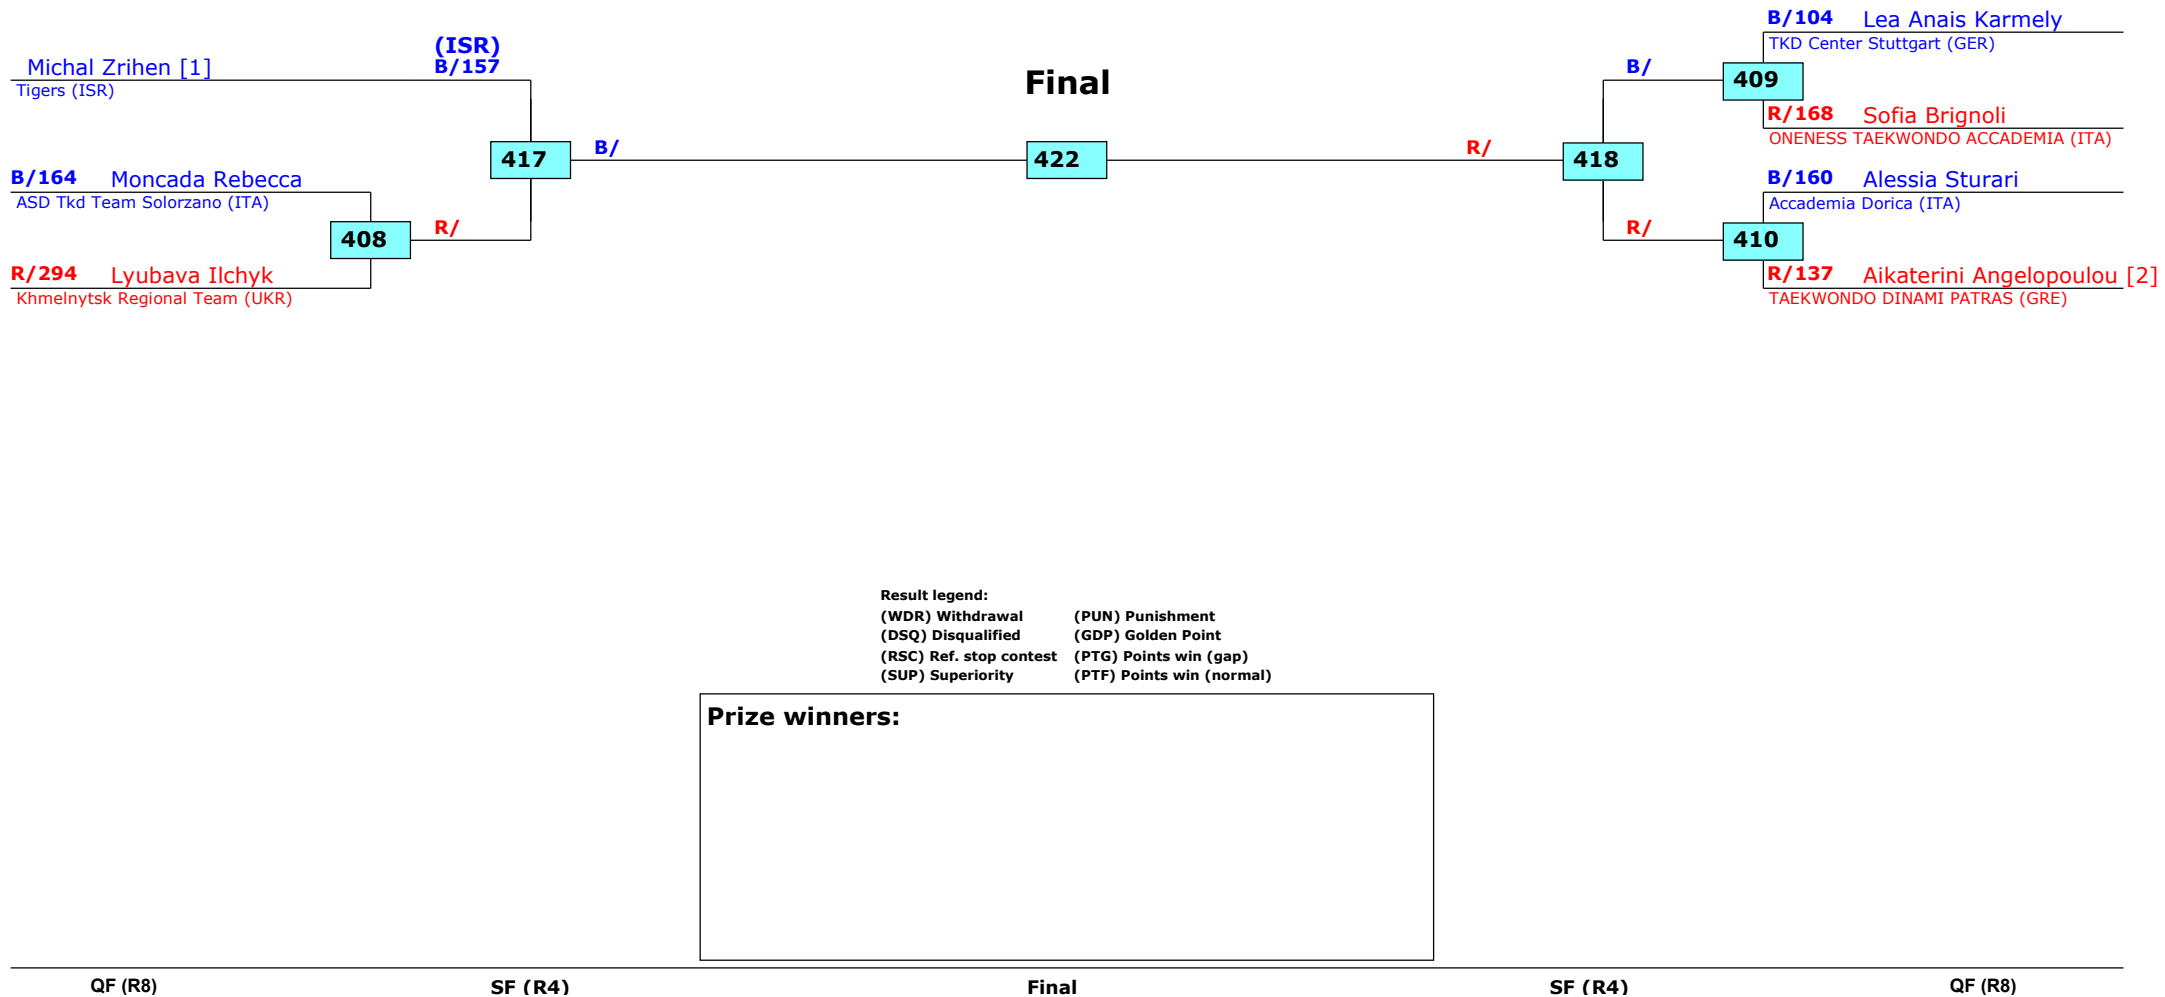 (ISR)
Michal Zrihen [1] B/157
Tigers (ISR)
417
B/164 Moncada Rebecca
ASD Tkd Team Solorzano (ITA)
408
R/
R/294 Lyubava Ilchyk
Khmelnytsk Regional Team (UKR)
B/
Final
422
R/
418
B/
R/
B/104 Lea Anais Karmely
TKD Center Stuttgart (GER)
409
R/168 Sofia Brignoli
ONENESS TAEKWONDO ACCADEMIA (ITA)
B/160 Alessia Sturari
Accademia Dorica (ITA)
410
R/137 Aikaterini Angelopoulou [2]
TAEKWONDO DINAMI PATRAS (GRE)
Result legend:
(WDR) Withdrawal (PUN) Punishment
(DSQ) Disqualified (GDP) Golden Point
(RSC) Ref. stop contest (PTG) Points win (gap)
(SUP) Superiority (PTF) Points win (normal)
Prize winners:
QF (R8) SF (R4) Final SF (R4) QF (R8)